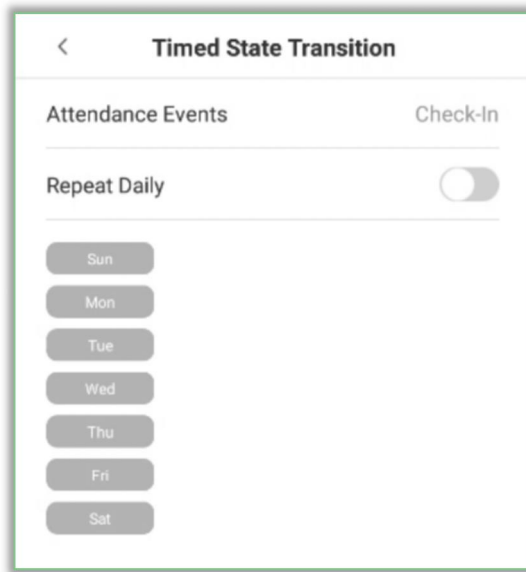 Timed State Transition
Attendance Events Check-In
Repeat Daily
Sun
Mon
Tue
Wed
Thu
Fri
Sat